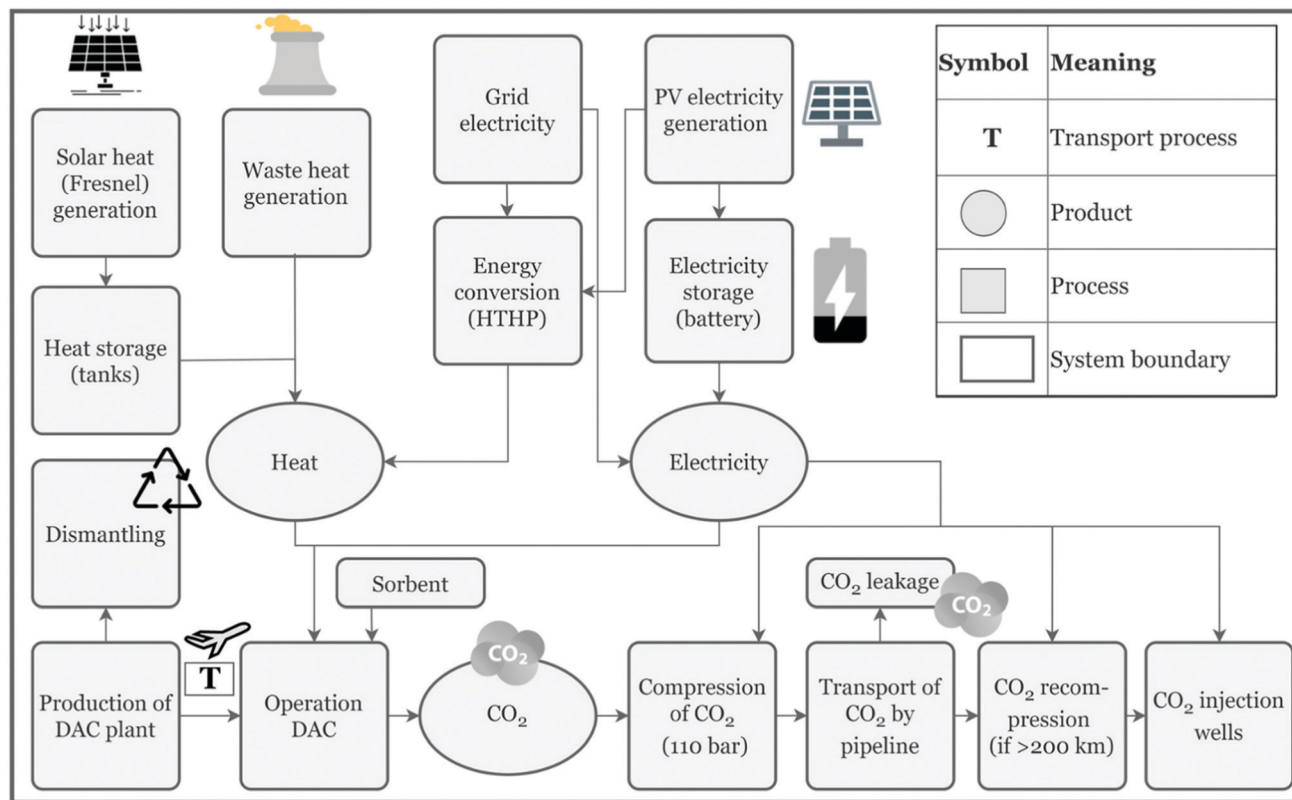 Solar heat
(Fresnel)
generation
Waste heat
generation
Grid
electricity
PV electricity
generation
Symbol Meaning
T Transport process
Product
Process
System boundary
Heat storage
(tanks)
Energy
conversion
(HTHP)
Electricity
storage
(battery)
Heat
Electricity
Dismantling
Sorbent
CO₂ leakage
CO₂
T
CO₂
Production of
DAC plant
Operation
DAC
CO₂
Compression
of CO₂
(110 bar)
Transport of
CO₂ by
pipeline
CO₂ recom-
pression
(if >200 km)
CO₂ injection
wells